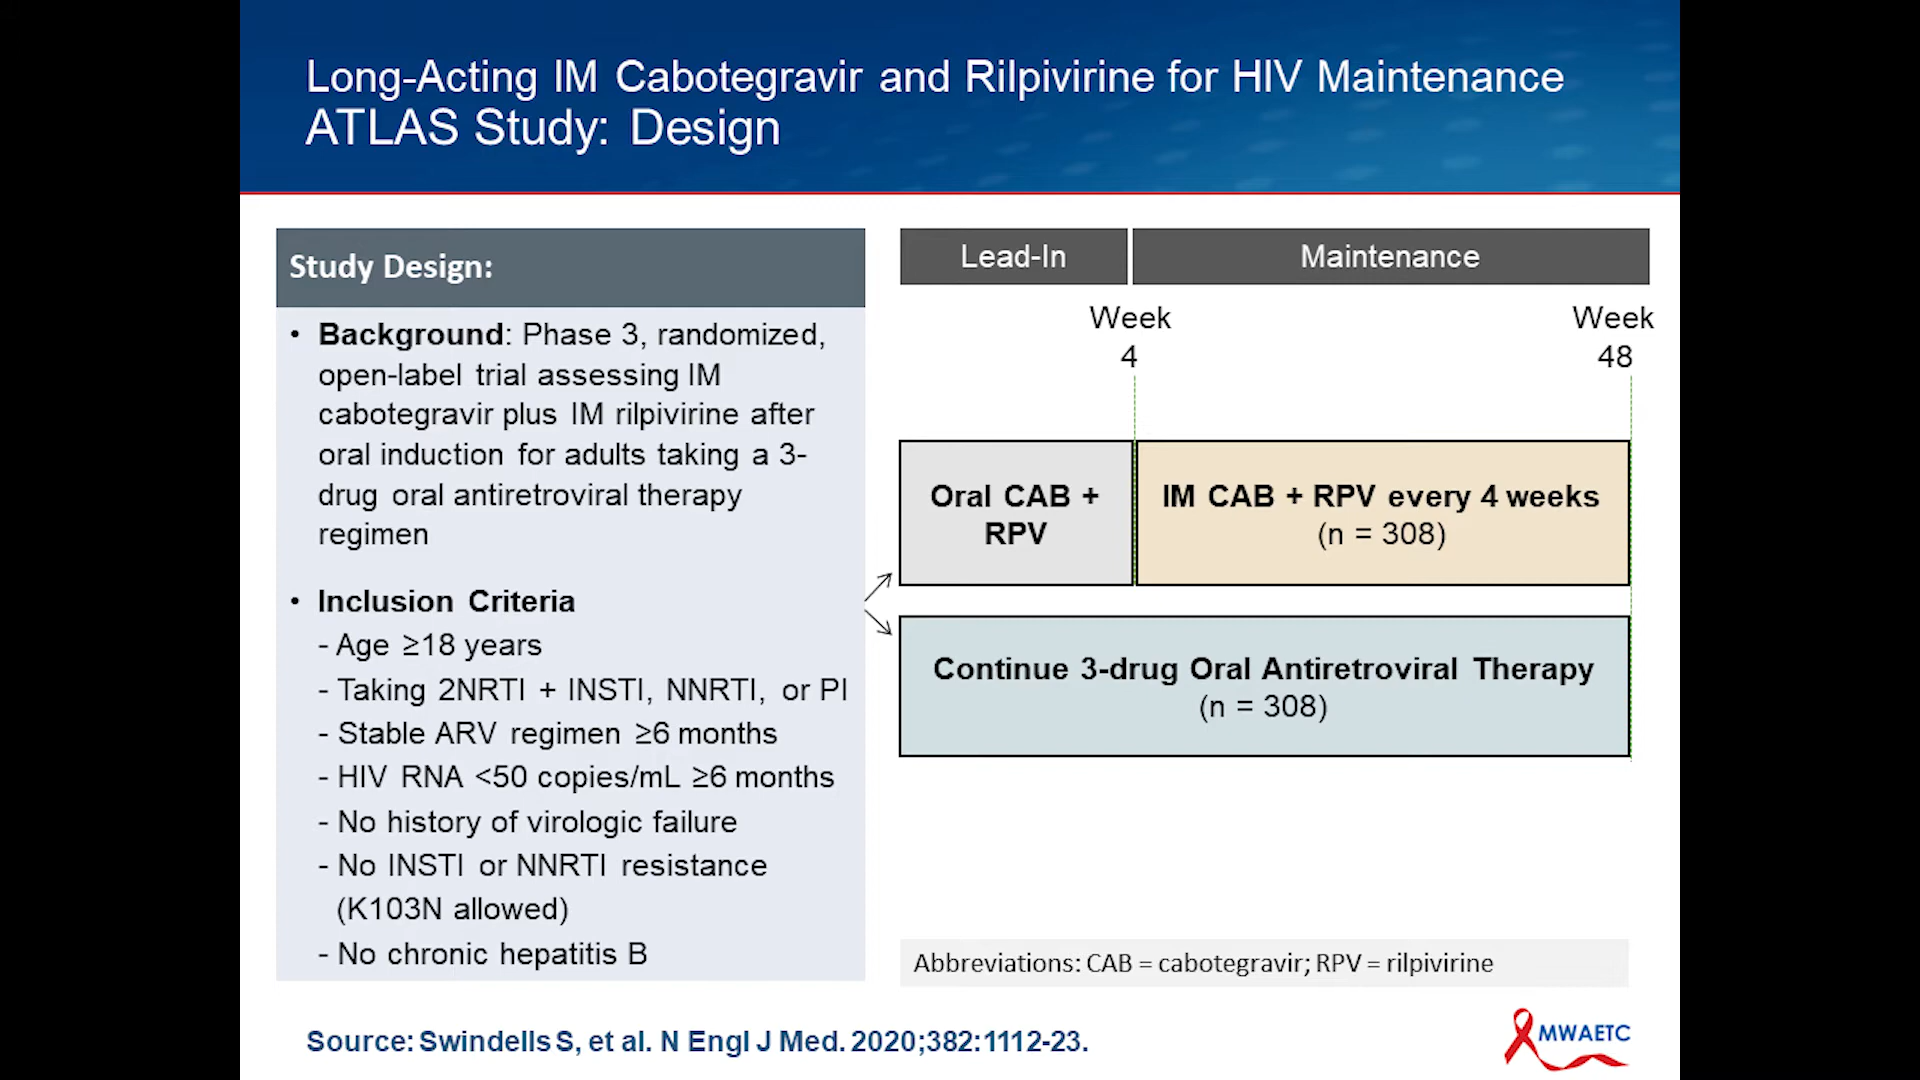 Long-Acting IM Cabotegravir and Rilpivirine for HIV Maintenance
ATLAS Study: Design
Study Design:
• Background: Phase 3, randomized,
open-label trial assessing IM
cabotegravir plus IM rilpivirine after
oral induction for adults taking a 3-
drug oral antiretroviral therapy
regimen
• Inclusion Criteria
- Age ≥18 years
- Taking 2NRTI + INSTI, NNRTI, or PI
- Stable ARV regimen ≥6 months
- HIV RNA <50 copies/mL ≥6 months
- No history of virologic failure
- No INSTI or NNRTI resistance
(K103N allowed)
- No chronic hepatitis B
Lead-In
Maintenance
Week
4
Week
48
Oral CAB +
RPV
IM CAB + RPV every 4 weeks
(n = 308)
Continue 3-drug Oral Antiretroviral Therapy
(n = 308)
Abbreviations: CAB = cabotegravir; RPV = rilpivirine
Source: Swindells S, et al. N Engl J Med. 2020;382:1112-23.
MWAETC